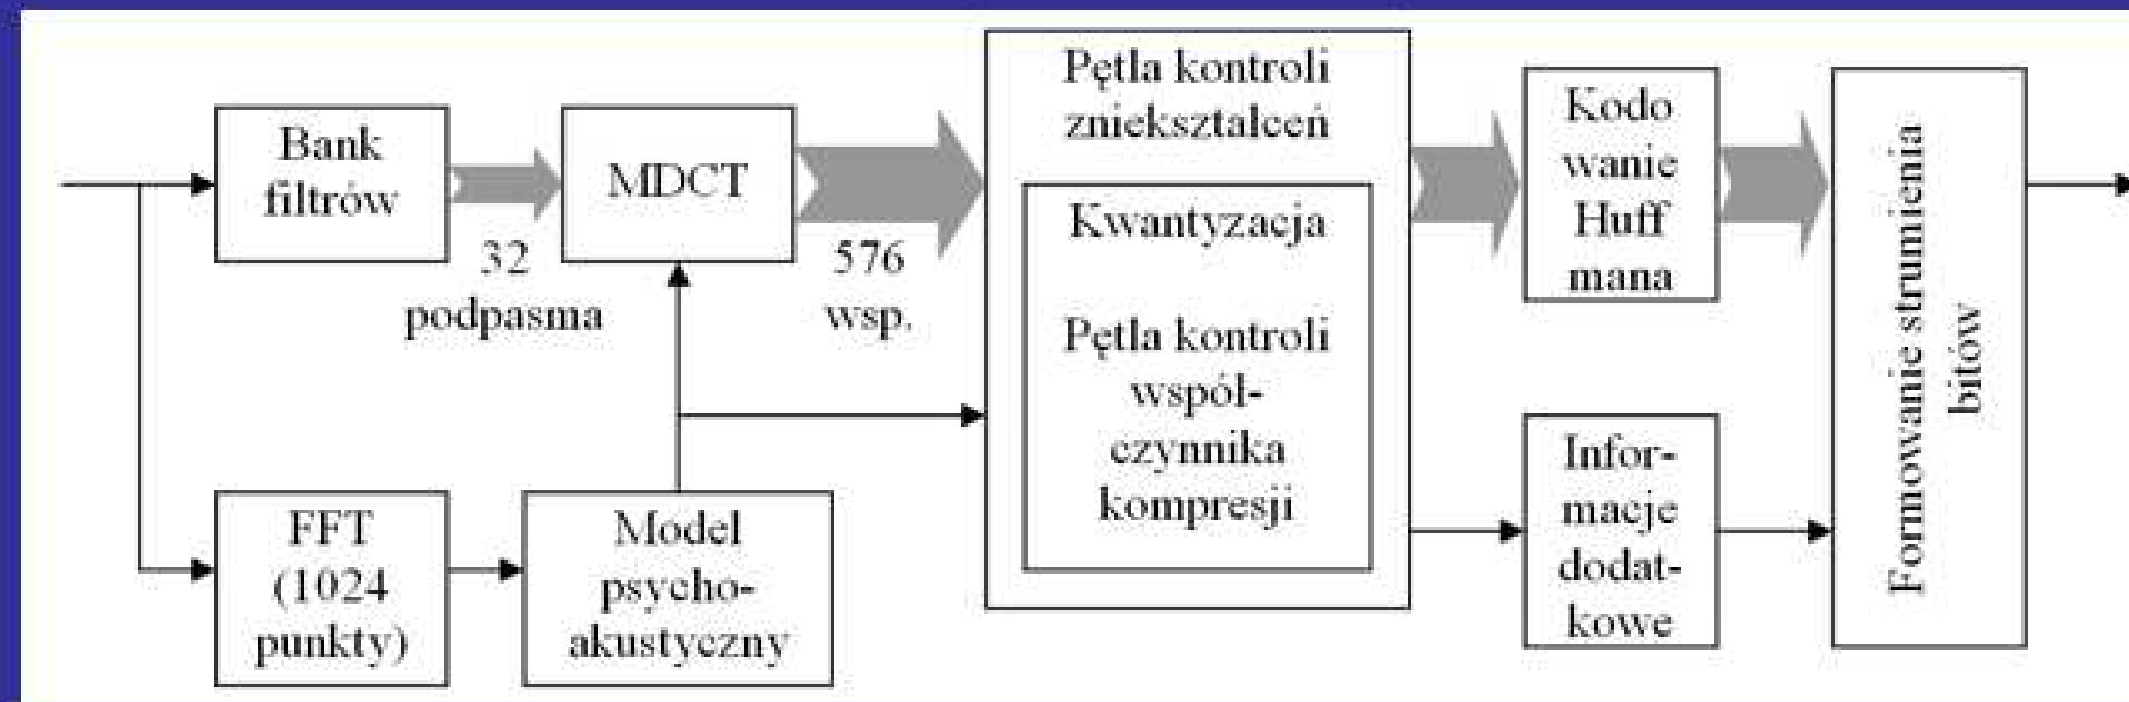 Bank
filtrów
32
podpasma
MDCT
576
wsp.
Pętla kontroli
zniekształceń
Kwantyzacja
Pętla kontroli
współ-
czynnika
kompresji
Kodo
wanie
Huff
mana
Formowanie strumienia
bitów
FFT
(1024
punkty)
Model
psycho-
akustyczny
Infor-
macje
dodat-
kowe